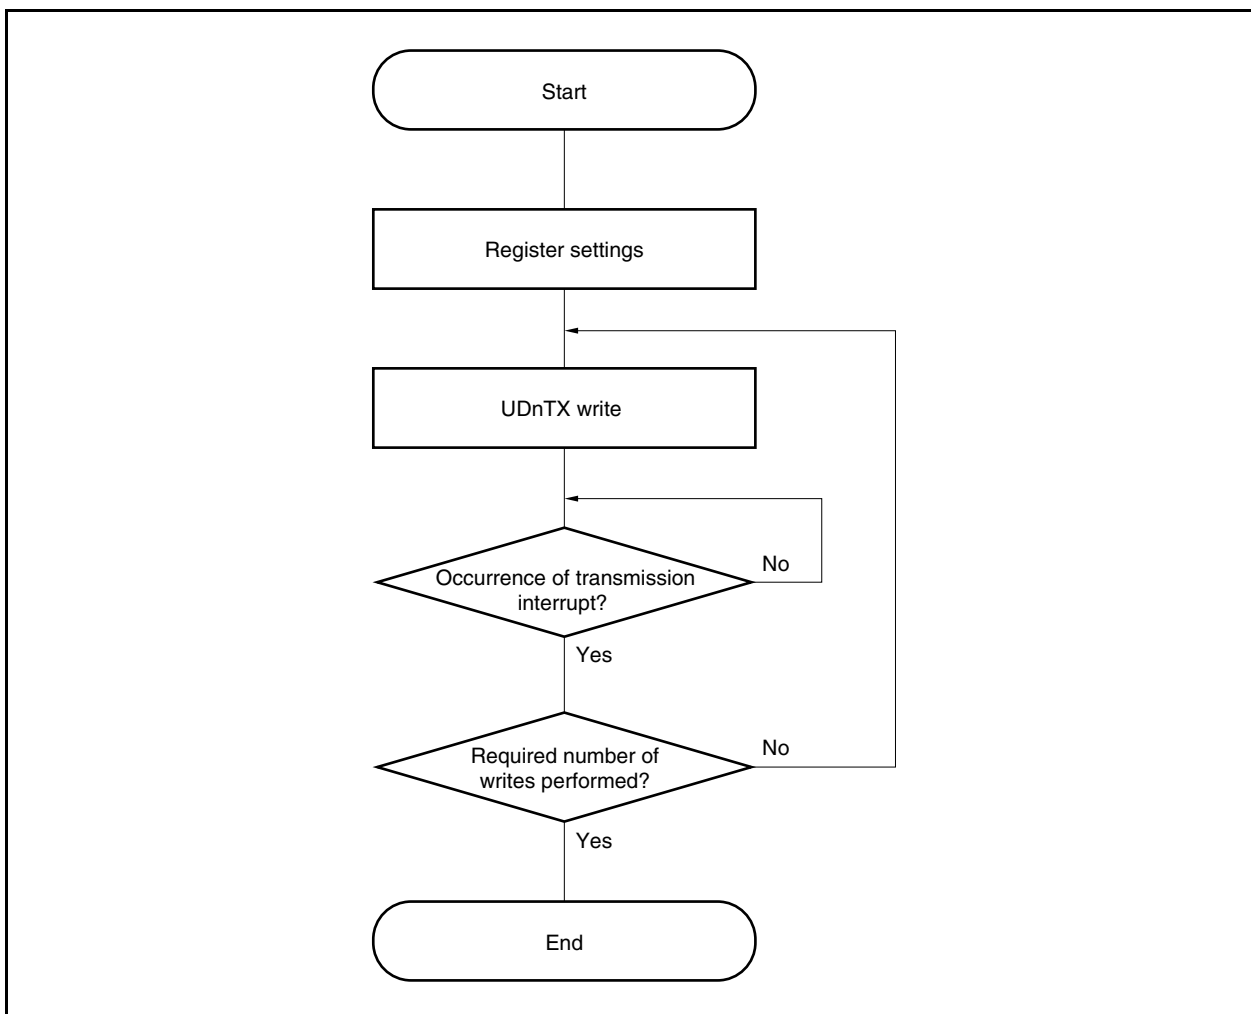 Start
Register settings
UDnTX write
Occurrence of transmission
interrupt?
No
Yes
Required number of
writes performed?
No
Yes
End